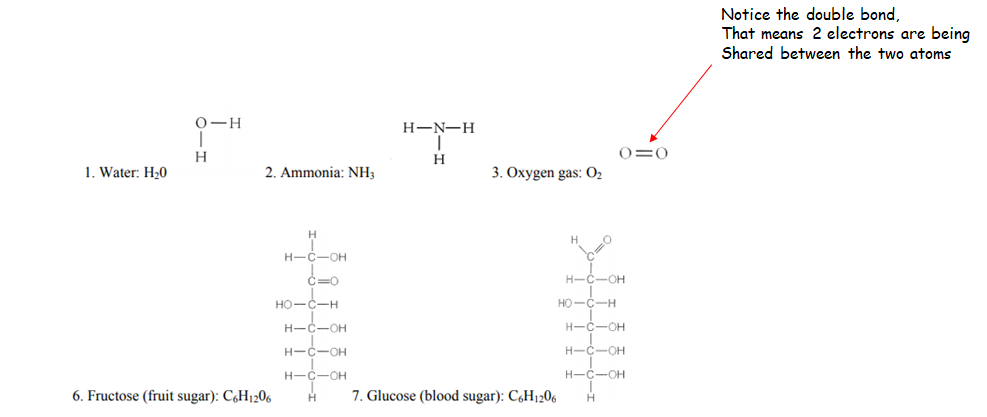 Notice the double bond,
That means 2 electrons are being
Shared between the two atoms
O—H
|
H
1. Water: H₂0
H—N—H
|
H
2. Ammonia: NH₃
O=O
3. Oxygen gas: O₂
H
H—C—OH
C=O
HO—C—H
H—C—OH
H—C—OH
H—C—OH
H
6. Fructose (fruit sugar): C₆H₁₂0₆
H O
C
H—C—OH
HO—C—H
H—C—OH
H—C—OH
H—C—OH
H
7. Glucose (blood sugar): C₆H₁₂0₆